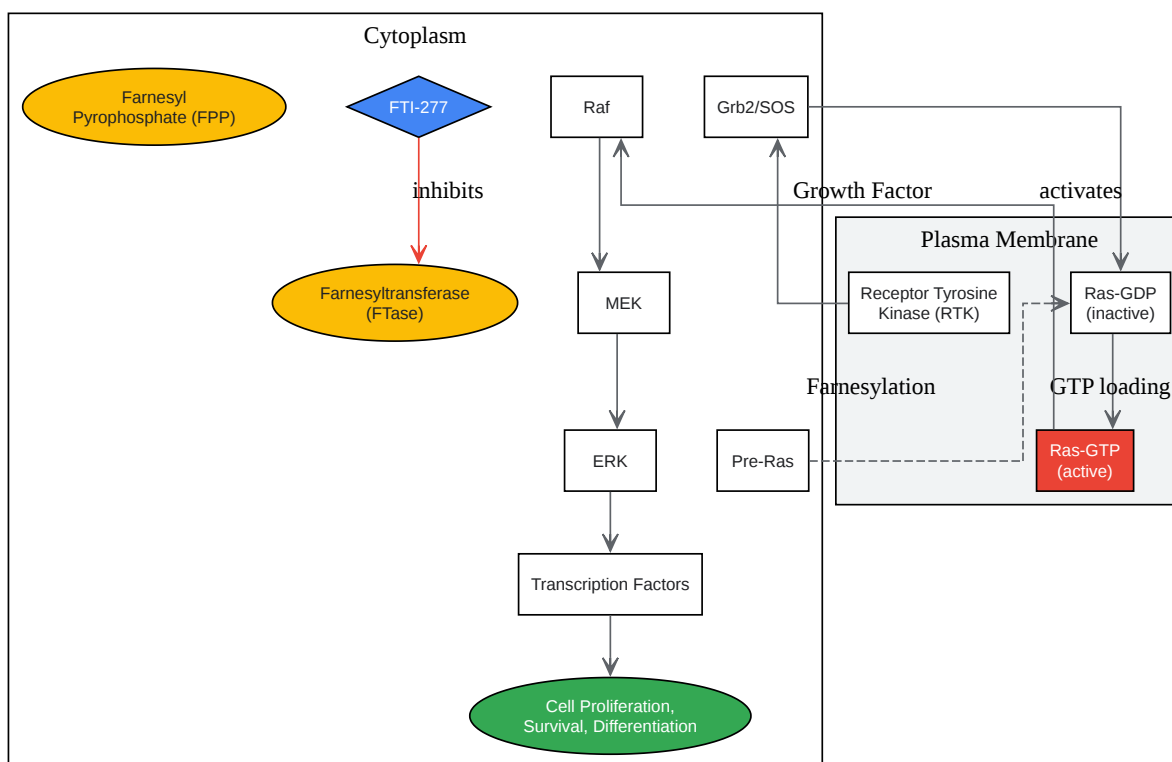 Cytoplasm
Farnesyl
Pyrophosphate (FPP)
FTI-277
Raf
Grb2/SOS
inhibits
Growth Factor
activates
Plasma Membrane
Farnesyltransferase
(FTase)
MEK
Receptor Tyrosine
Kinase (RTK)
Ras-GDP
(inactive)
Farnesylation
GTP loading
ERK
Pre-Ras
Ras-GTP
(active)
Transcription Factors
Cell Proliferation,
Survival, Differentiation